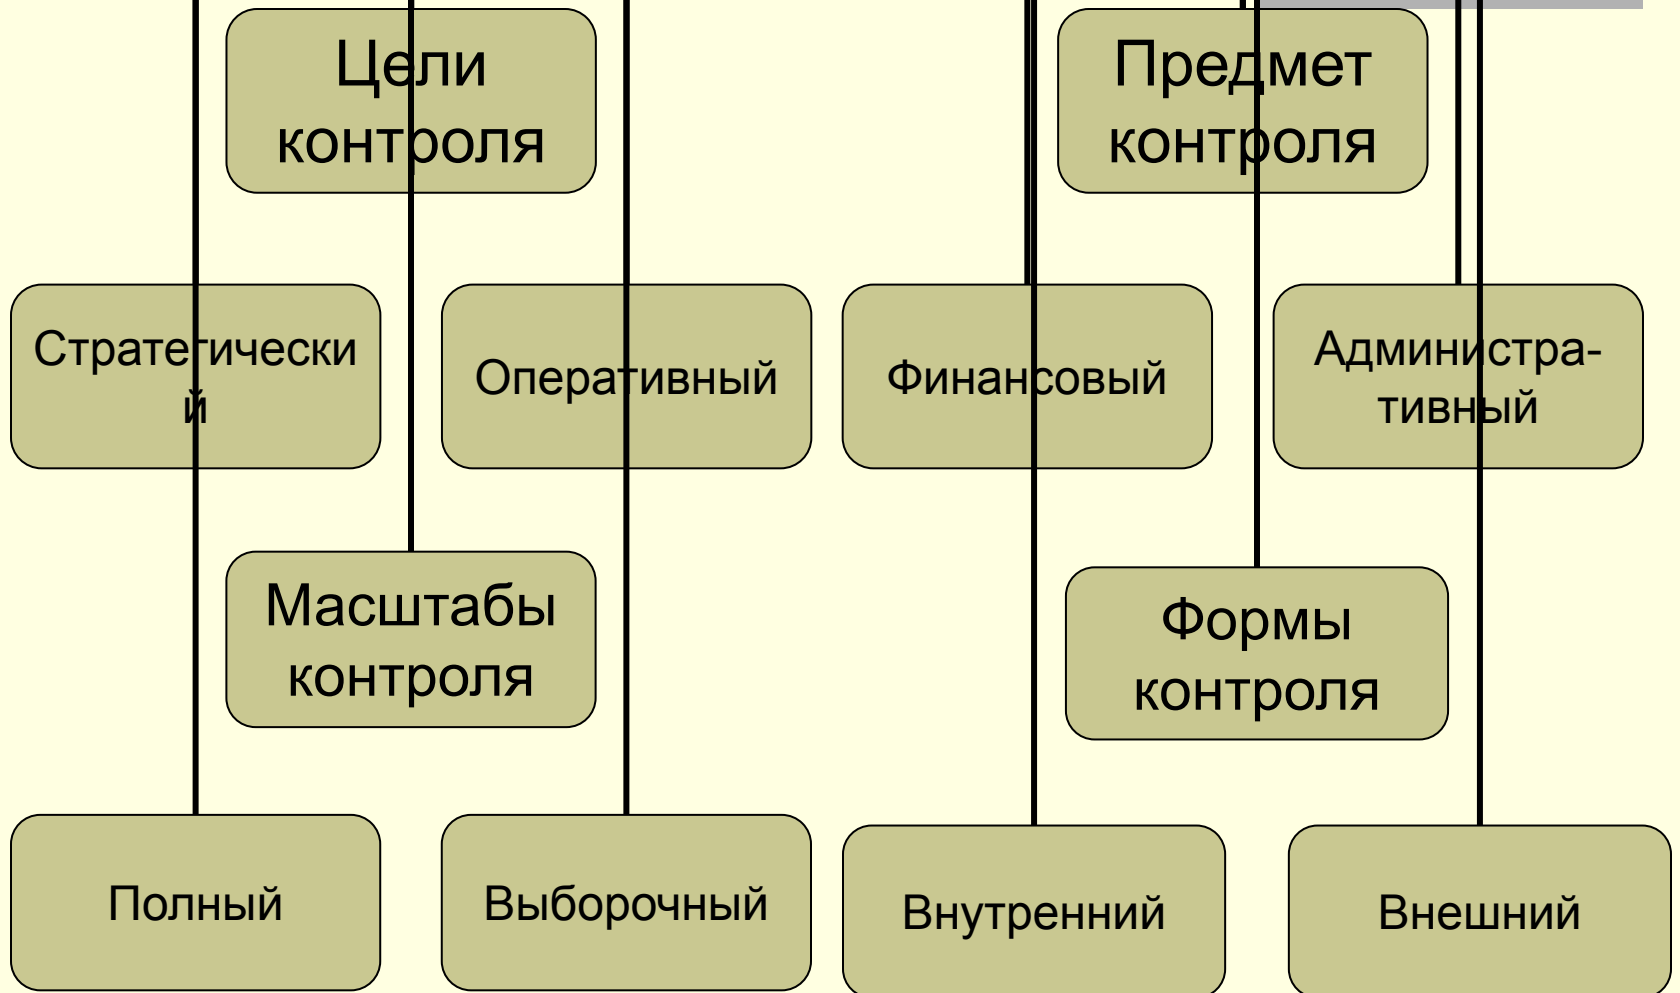 Цели
контроля
Предмет
контроля
Стратегически
й
Оперативный
Финансовый
Администра-
тивный
Масштабы
контроля
Формы
контроля
Полный
Выборочный
Внутренний
Внешний